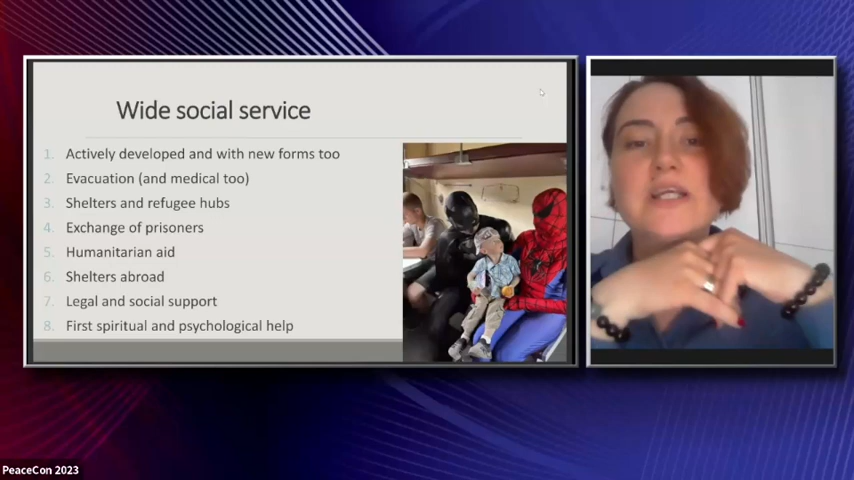 Wide social service
1. Actively developed and with new forms too
2. Evacuation (and medical too)
3. Shelters and refugee hubs
4. Exchange of prisoners
5. Humanitarian aid
6. Shelters abroad
7. Legal and social support
8. First spiritual and psychological help
PeaceCon 2023